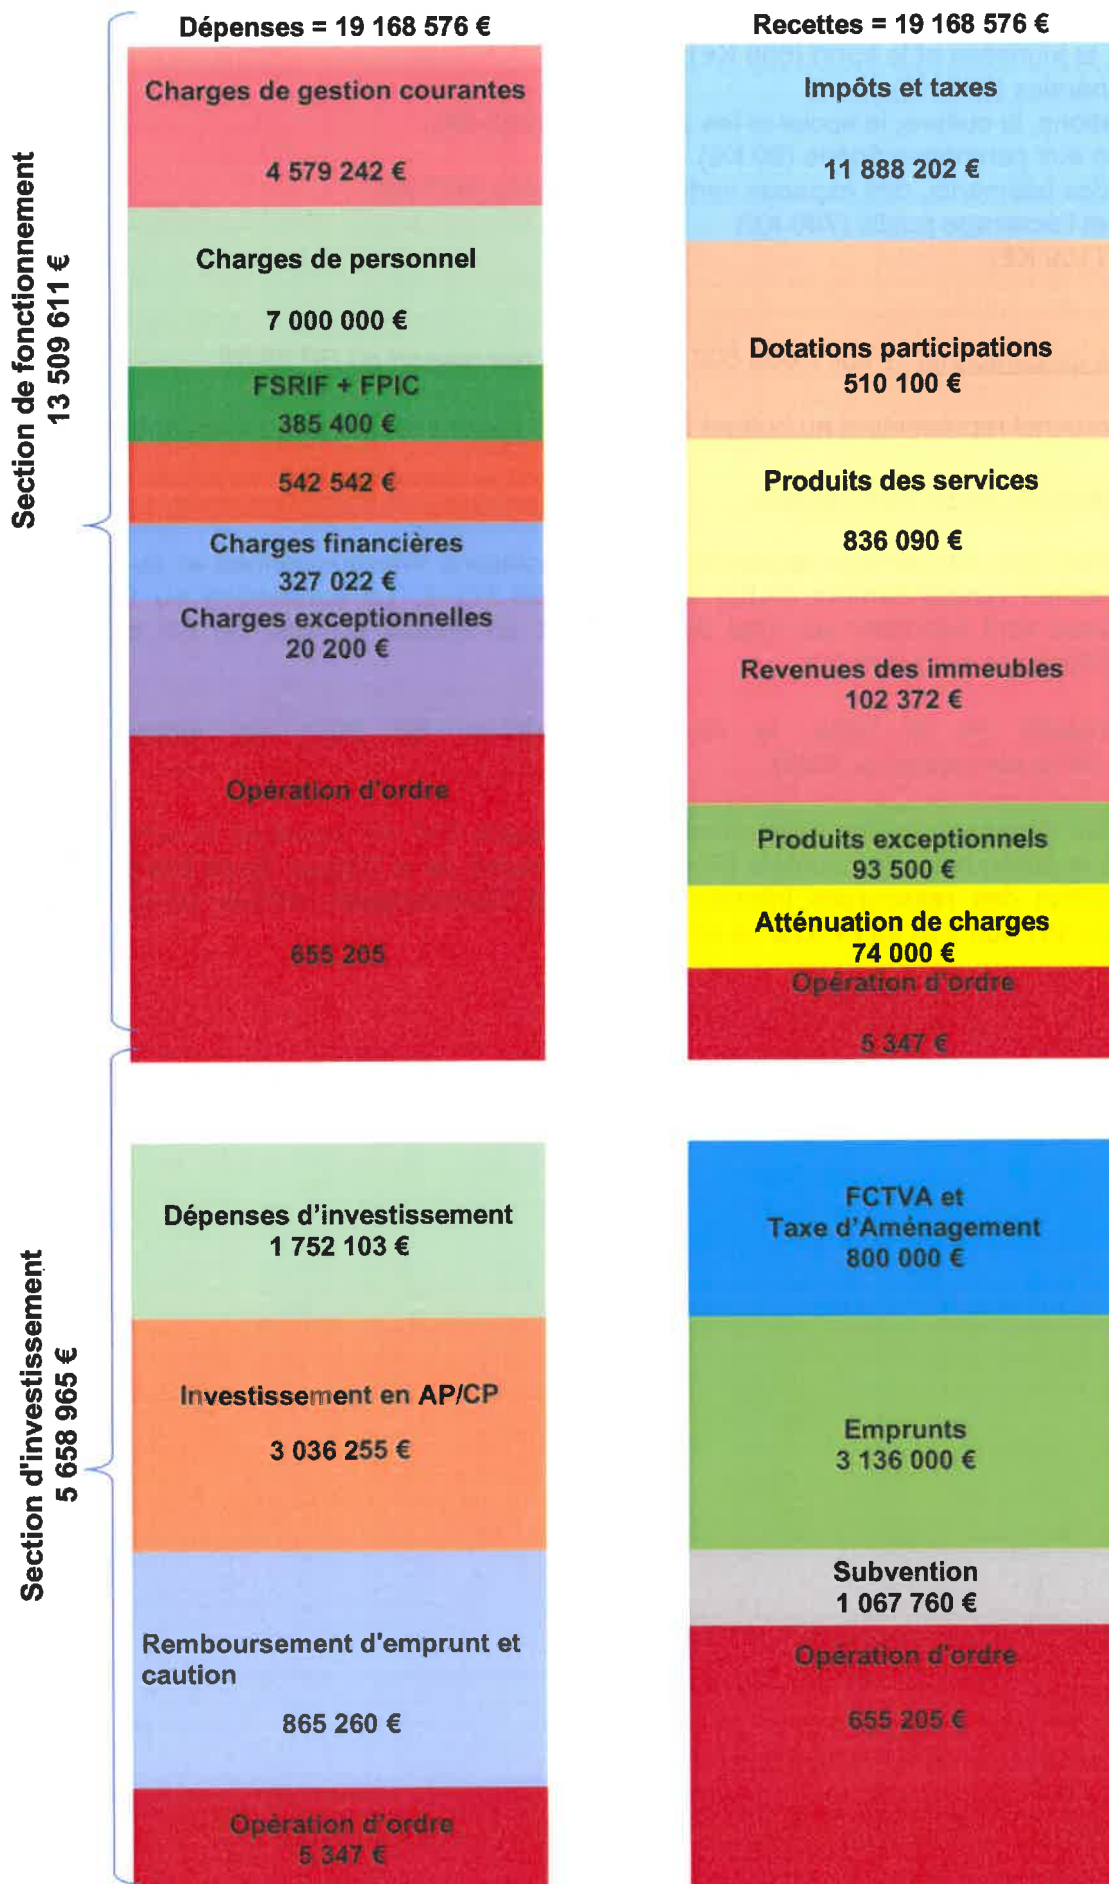 Dépenses = 19 168 576 €
Recettes = 19 168 576 €
Section de fonctionnement
13 509 611 €
Charges de gestion courantes
4 579 242 €
Charges de personnel
7 000 000 €
FSRIF + FPIC
385 400 €
542 542 €
Charges financières
327 022 €
Charges exceptionnelles
20 200 €
Opération d'ordre
655 205
Impôts et taxes
11 888 202 €
Dotations participations
510 100 €
Produits des services
836 090 €
Revenues des immeubles
102 372 €
Produits exceptionnels
93 500 €
Atténuation de charges
74 000 €
Opération d'ordre
5 347 €
Section d'investissement
5 658 965 €
Dépenses d'investissement
1 752 103 €
Investissement en AP/CP
3 036 255 €
Remboursement d'emprunt et
caution
865 260 €
Opération d'ordre
5 347 €
FCTVA et
Taxe d'Aménagement
800 000 €
Emprunts
3 136 000 €
Subvention
1 067 760 €
Opération d'ordre
655 205 €